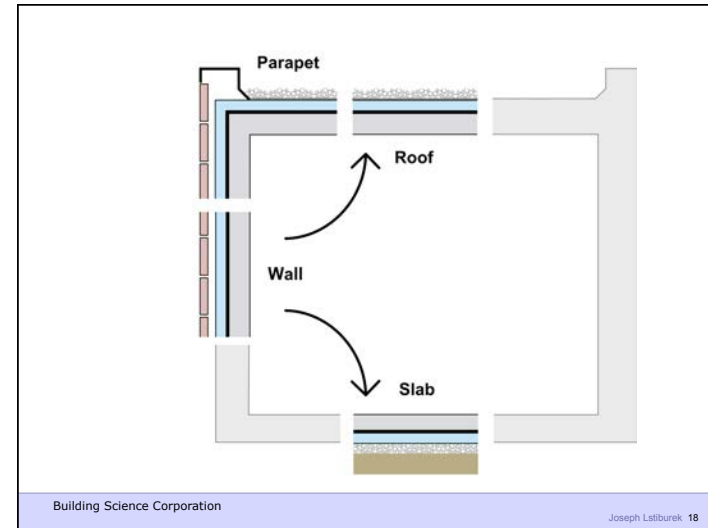 Parapet
Roof
Wall
Slab
Building Science Corporation
Joseph Lstiburek 18